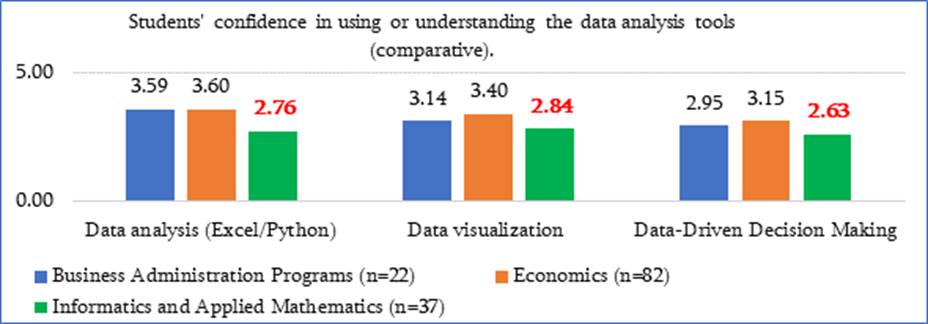 Students' confidence in using or understanding the data analysis tools
(comparative).
5.00
3.59 3.60 2.76 3.14 3.40 2.84 2.95 3.15 2.63
0.00
Data analysis (Excel/Python) Data visualization Data-Driven Decision Making
Business Administration Programs (n=22) Economics (n=82)
Informatics and Applied Mathematics (n=37)